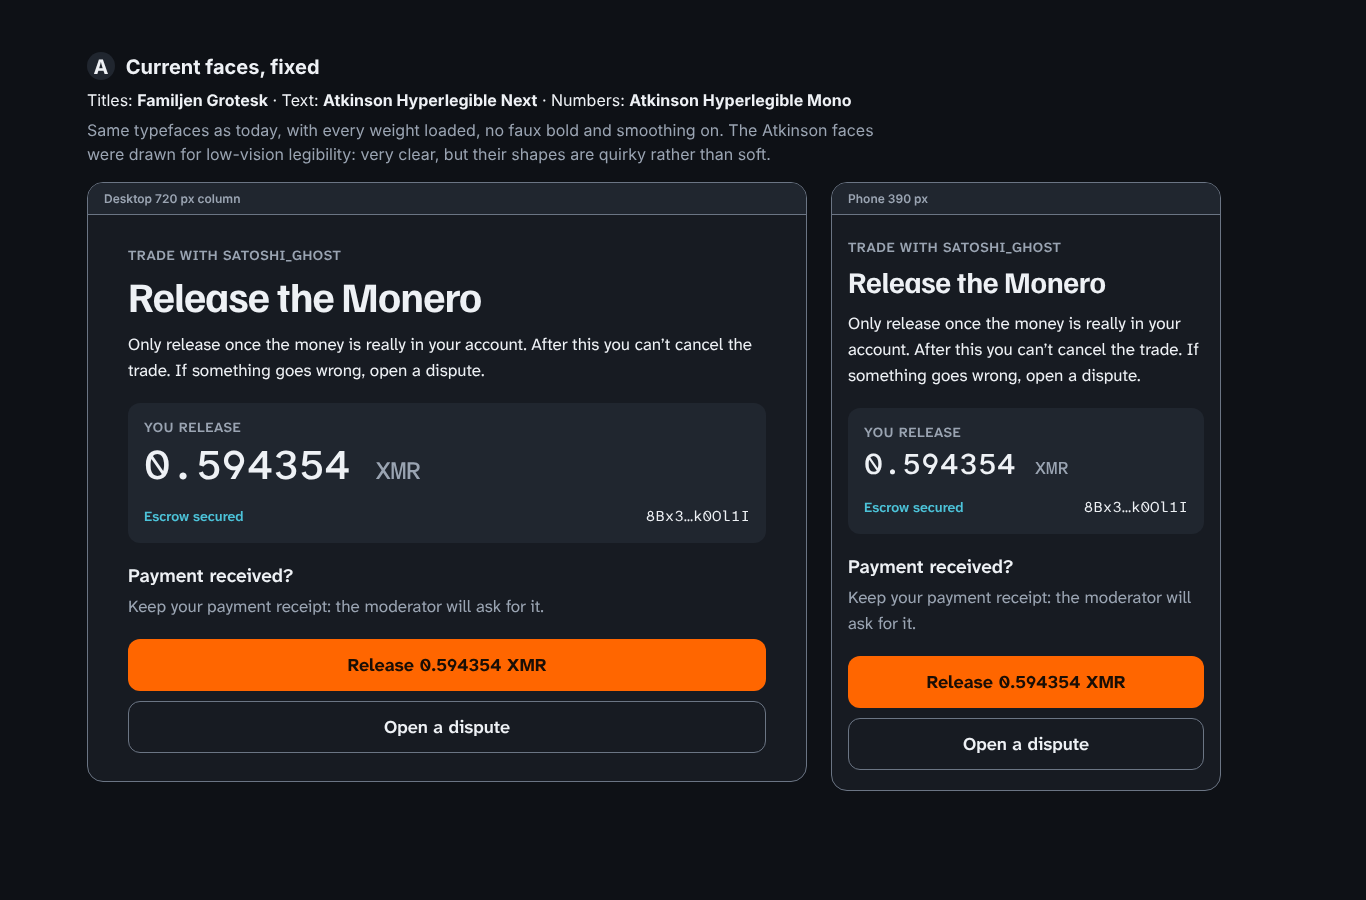 A Current faces, fixed
Titles: Familjen Grotesk · Text: Atkinson Hyperlegible Next · Numbers: Atkinson Hyperlegible Mono
Same typefaces as today, with every weight loaded, no faux bold and smoothing on. The Atkinson faces
were drawn for low-vision legibility: very clear, but their shapes are quirky rather than soft.
Desktop 720 px column
TRADE WITH SATOSHI_GHOST
Release the Monero
Only release once the money is really in your account. After this you can’t cancel the
trade. If something goes wrong, open a dispute.
YOU RELEASE
0.594354 XMR
Escrow secured 8Bx3…k0Ol1I
Payment received?
Keep your payment receipt: the moderator will ask for it.
Release 0.594354 XMR
Open a dispute
Phone 390 px
TRADE WITH SATOSHI_GHOST
Release the Monero
Only release once the money is really in your
account. After this you can’t cancel the trade. If
something goes wrong, open a dispute.
YOU RELEASE
0.594354 XMR
Escrow secured 8Bx3…k0Ol1I
Payment received?
Keep your payment receipt: the moderator will
ask for it.
Release 0.594354 XMR
Open a dispute